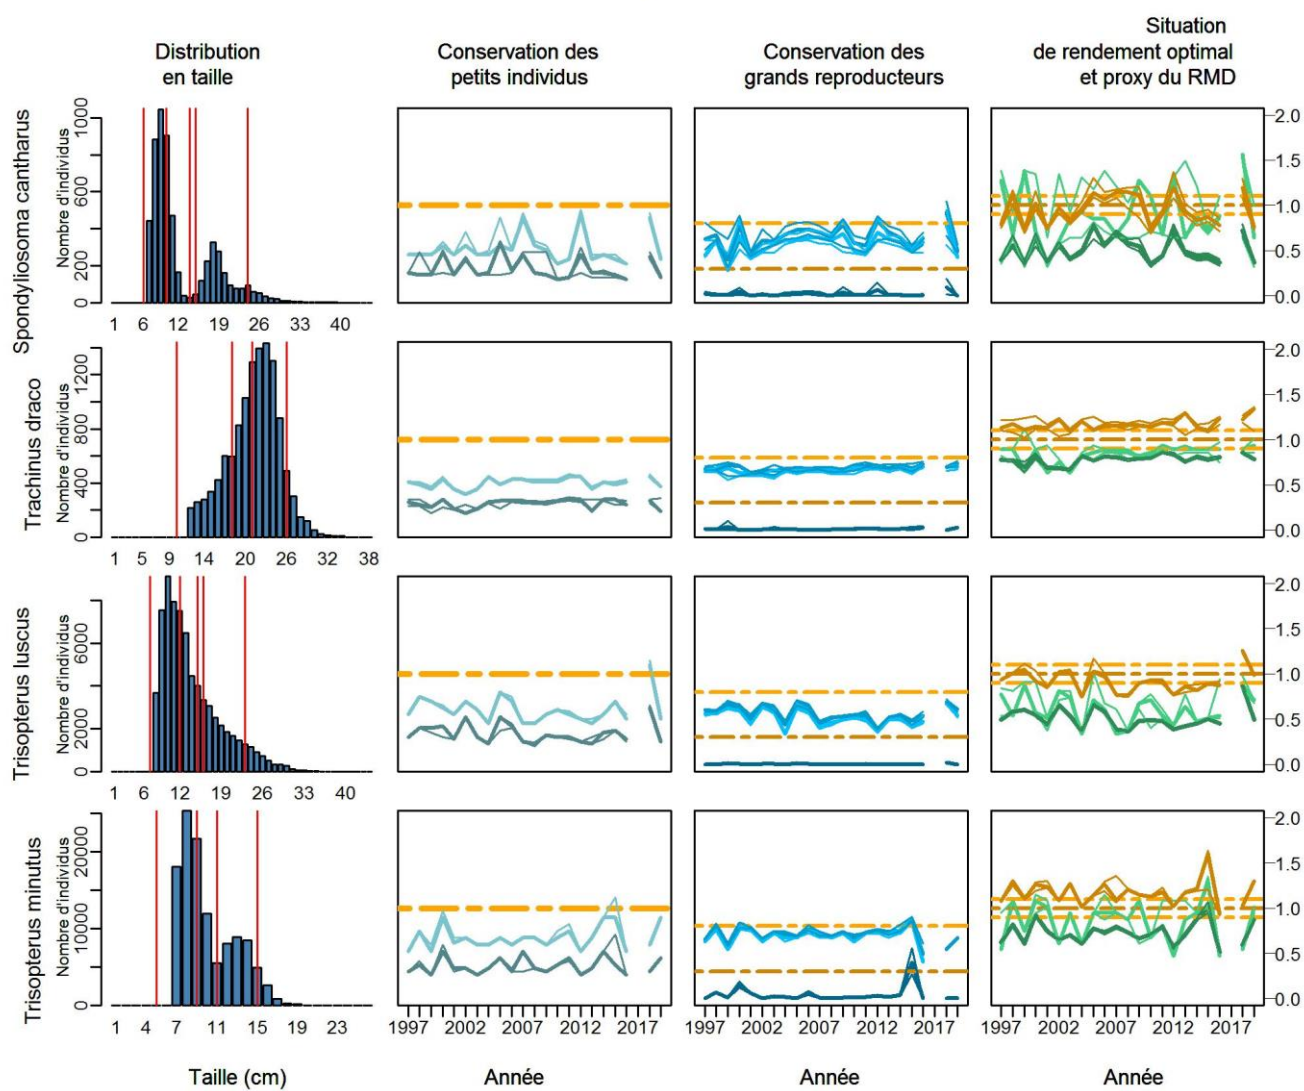 Distribution
en taille
Conservation des
petits individus
Conservation des
grands reproducteurs
Situation
de rendement optimal
et proxy du RMD
Spondyliosoma cantharus
Nombre d'individus
0 200 600 1000
1 6 12 19 26 33 40
0.0 0.5 1.0 1.5 2.0
Trachinus draco
Nombre d'individus
0 400 800 1200
1 5 9 14 20 26 32 38
0.0 0.5 1.0 1.5 2.0
Trisopterus luscus
Nombre d'individus
0 2000 6000
1 6 12 19 26 33 40
0.0 0.5 1.0 1.5 2.0
Trisopterus minutus
Nombre d'individus
0 10000 20000
1 4 7 11 15 19 23
1997 2002 2007 2012 2017
1997 2002 2007 2012 2017
1997 2002 2007 2012 2017
0.0 0.5 1.0 1.5 2.0
Taille (cm)
Année
Année
Année